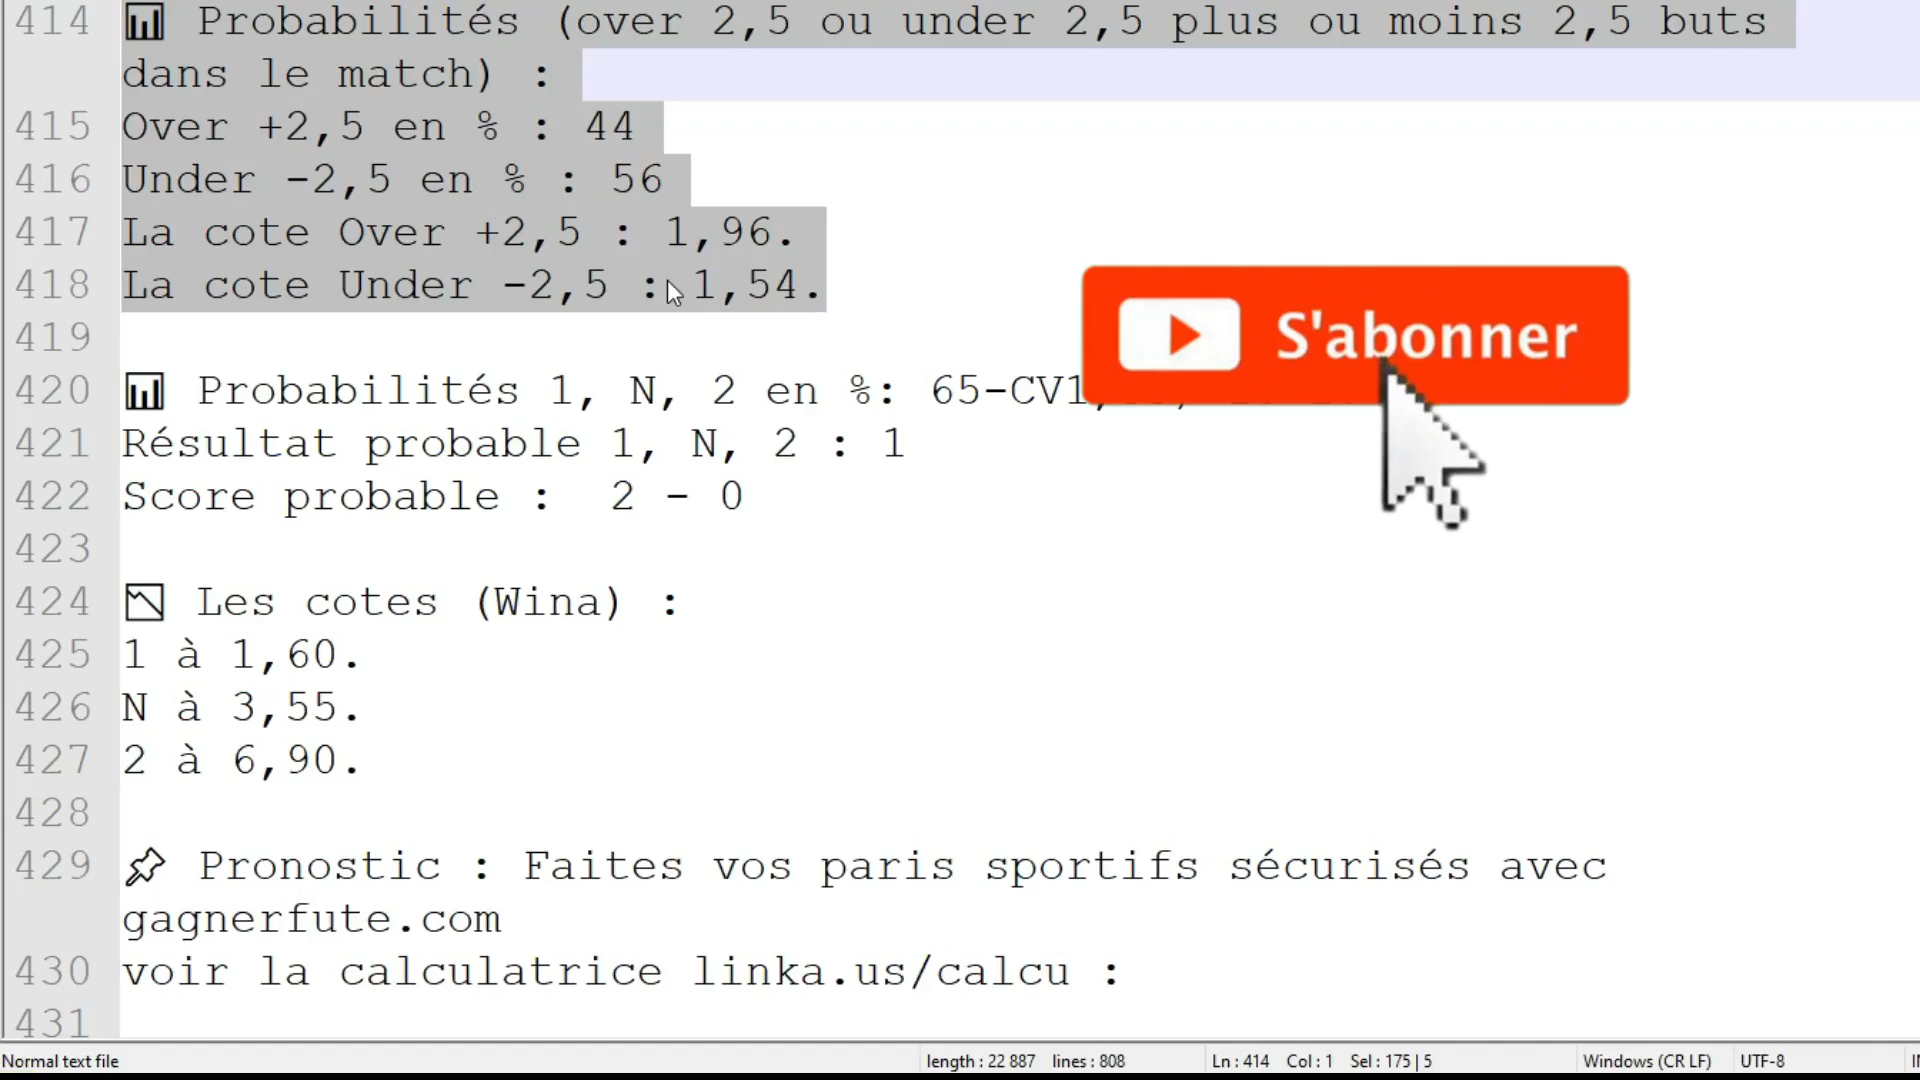 414 Probabilités (over 2,5 ou under 2,5 plus ou moins 2,5 buts
dans le match) :
415 Over +2,5 en % : 44
416 Under -2,5 en % : 56
417 La cote Over +2,5 : 1,96.
418 La cote Under -2,5 : 1,54.
419
S'abonner
420 Probabilités 1, N, 2 en %: 65-CV1,
421 Résultat probable 1, N, 2 : 1
422 Score probable :  2 - 0
423
424 Les cotes (Wina) :
425 1 à 1,60.
426 N à 3,55.
427 2 à 6,90.
428
429 Pronostic : Faites vos paris sportifs sécurisés avec
gagnerfute.com
430 voir la calculatrice linka.us/calcu :
431
Normal text file length : 22 887 lines : 808 Ln : 414 Col : 1 Sel : 175 | 5 Windows (CR LF) UTF-8